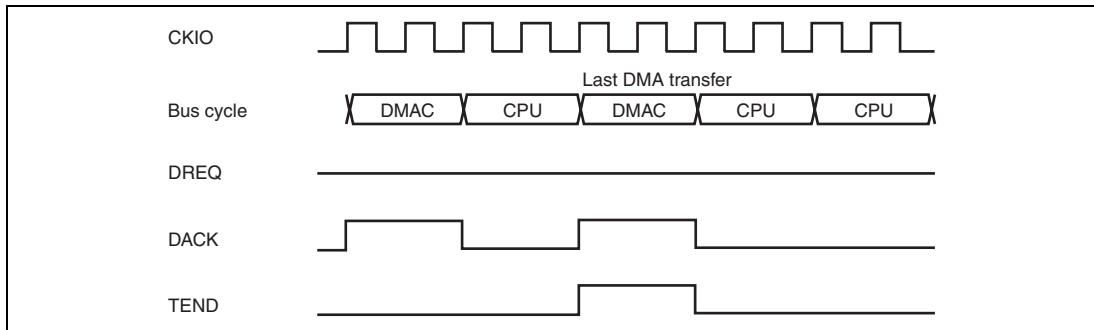 CKIO
Last DMA transfer
Bus cycle DMAC CPU DMAC CPU CPU
DREQ
DACK
TEND